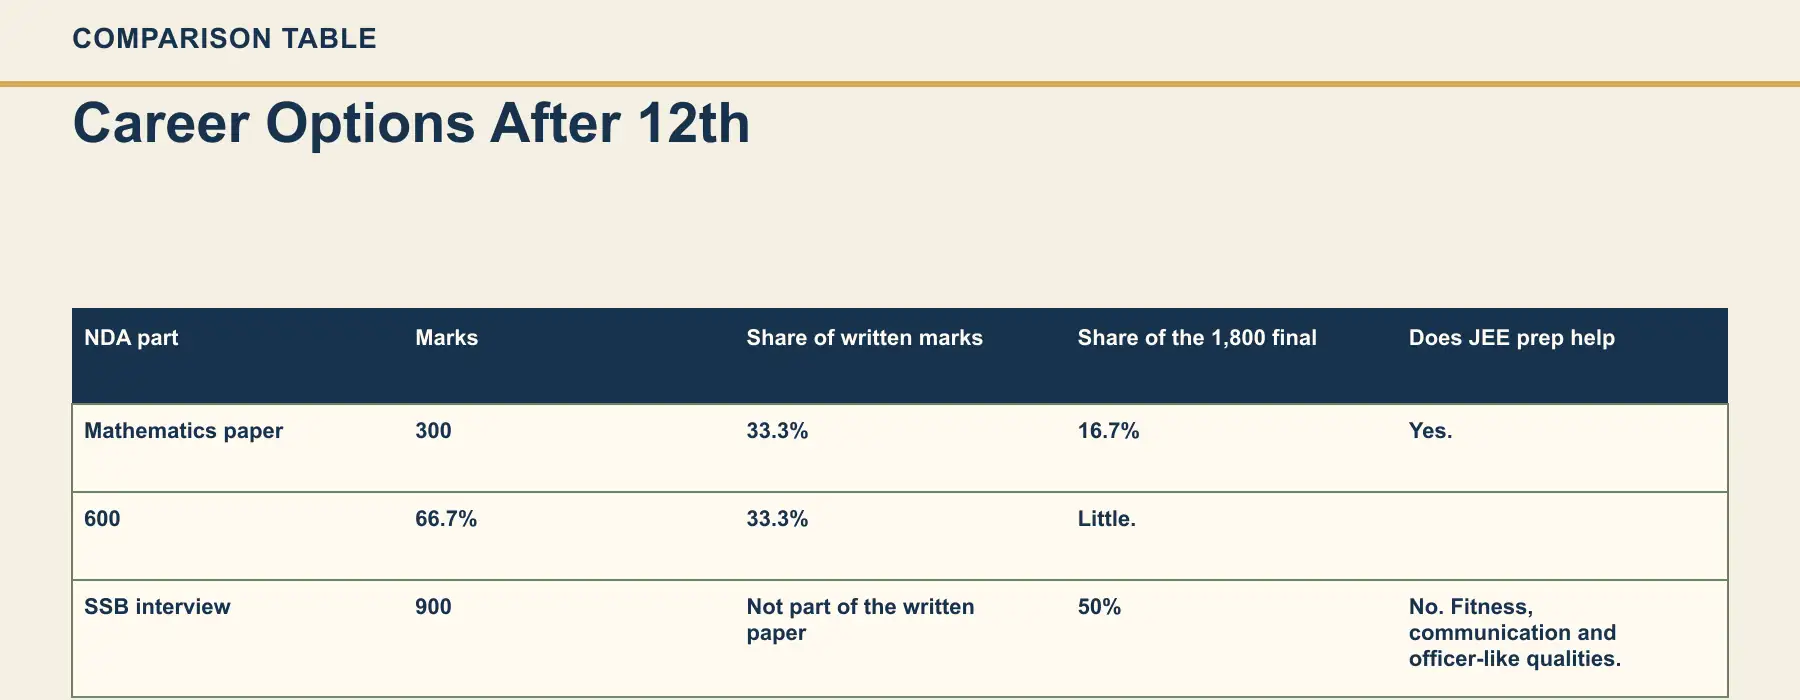 COMPARISON TABLE
Career Options After 12th
NDA part Marks Share of written marks Share of the 1,800 final Does JEE prep help
Mathematics paper 300 33.3% 16.7% Yes.
600 66.7% 33.3% Little.
SSB interview 900 Not part of the written paper 50% No. Fitness, communication and officer-like qualities.